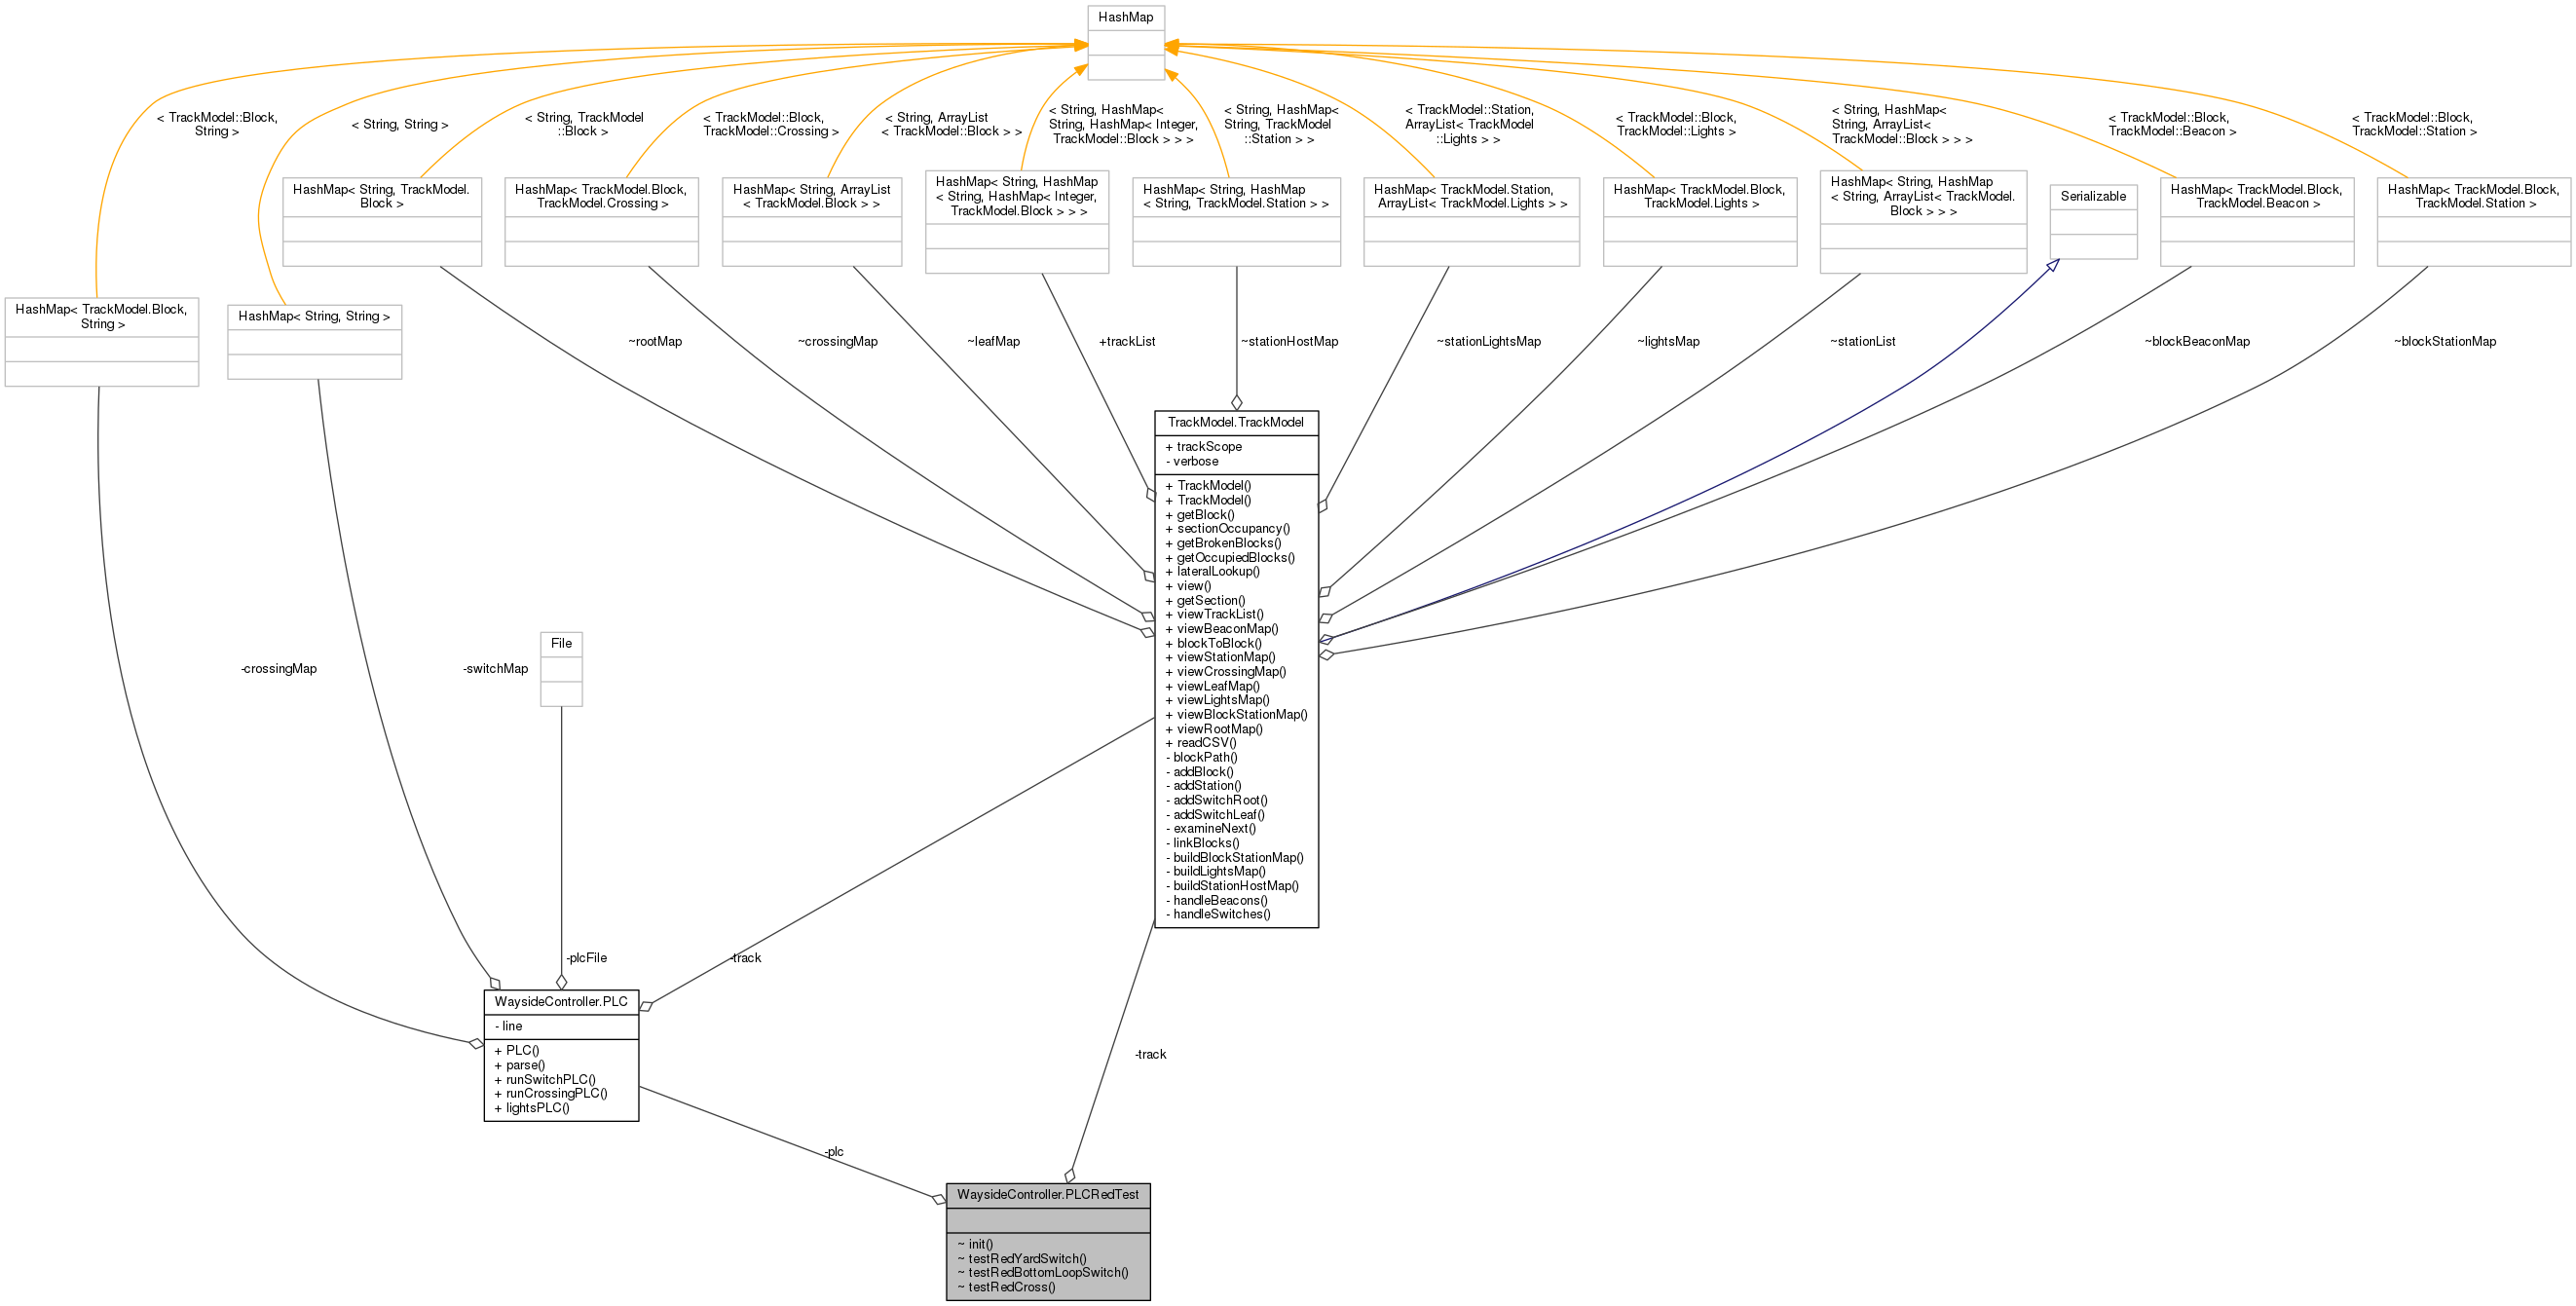 HashMap
< TrackModel::Block,
String >
< String, String >
< String, TrackModel
::Block >
< TrackModel::Block,
TrackModel::Crossing >
< String, ArrayList
< TrackModel::Block > >
< String, HashMap<
String, HashMap< Integer,
TrackModel::Block > > >
< String, HashMap<
String, TrackModel
::Station > >
< TrackModel::Station,
ArrayList< TrackModel
::Lights > >
< TrackModel::Block,
TrackModel::Lights >
< String, HashMap<
String, ArrayList<
TrackModel::Block > > >
< TrackModel::Block,
TrackModel::Beacon >
< TrackModel::Block,
TrackModel::Station >
HashMap< String, TrackModel.
Block >
HashMap< TrackModel.Block,
TrackModel.Crossing >
HashMap< String, ArrayList
< TrackModel.Block > >
HashMap< String, HashMap
< String, HashMap< Integer,
TrackModel.Block > > >
HashMap< String, HashMap
< String, TrackModel.Station > >
HashMap< TrackModel.Station,
ArrayList< TrackModel.Lights > >
HashMap< TrackModel.Block,
TrackModel.Lights >
HashMap< String, HashMap
< String, ArrayList< TrackModel.
Block > > >
Serializable
HashMap< TrackModel.Block,
TrackModel.Beacon >
HashMap< TrackModel.Block,
TrackModel.Station >
HashMap< TrackModel.Block,
String >
HashMap< String, String >
~rootMap
~crossingMap
~leafMap
+trackList
~stationHostMap
~stationLightsMap
~lightsMap
~stationList
~blockBeaconMap
~blockStationMap
TrackModel.TrackModel
+ trackScope
- verbose
+ TrackModel()
+ TrackModel()
+ getBlock()
+ sectionOccupancy()
+ getBrokenBlocks()
+ getOccupiedBlocks()
+ lateralLookup()
+ view()
+ getSection()
+ viewTrackList()
+ viewBeaconMap()
+ blockToBlock()
+ viewStationMap()
+ viewCrossingMap()
+ viewLeafMap()
+ viewLightsMap()
+ viewBlockStationMap()
+ viewRootMap()
+ readCSV()
- blockPath()
- addBlock()
- addStation()
- addSwitchRoot()
- addSwitchLeaf()
- examineNext()
- linkBlocks()
- buildBlockStationMap()
- buildLightsMap()
- buildStationHostMap()
- handleBeacons()
- handleSwitches()
File
-crossingMap
-switchMap
-plcFile
-track
WaysideController.PLC
- line
+ PLC()
+ parse()
+ runSwitchPLC()
+ runCrossingPLC()
+ lightsPLC()
-track
-plc
WaysideController.PLCRedTest
~ init()
~ testRedYardSwitch()
~ testRedBottomLoopSwitch()
~ testRedCross()